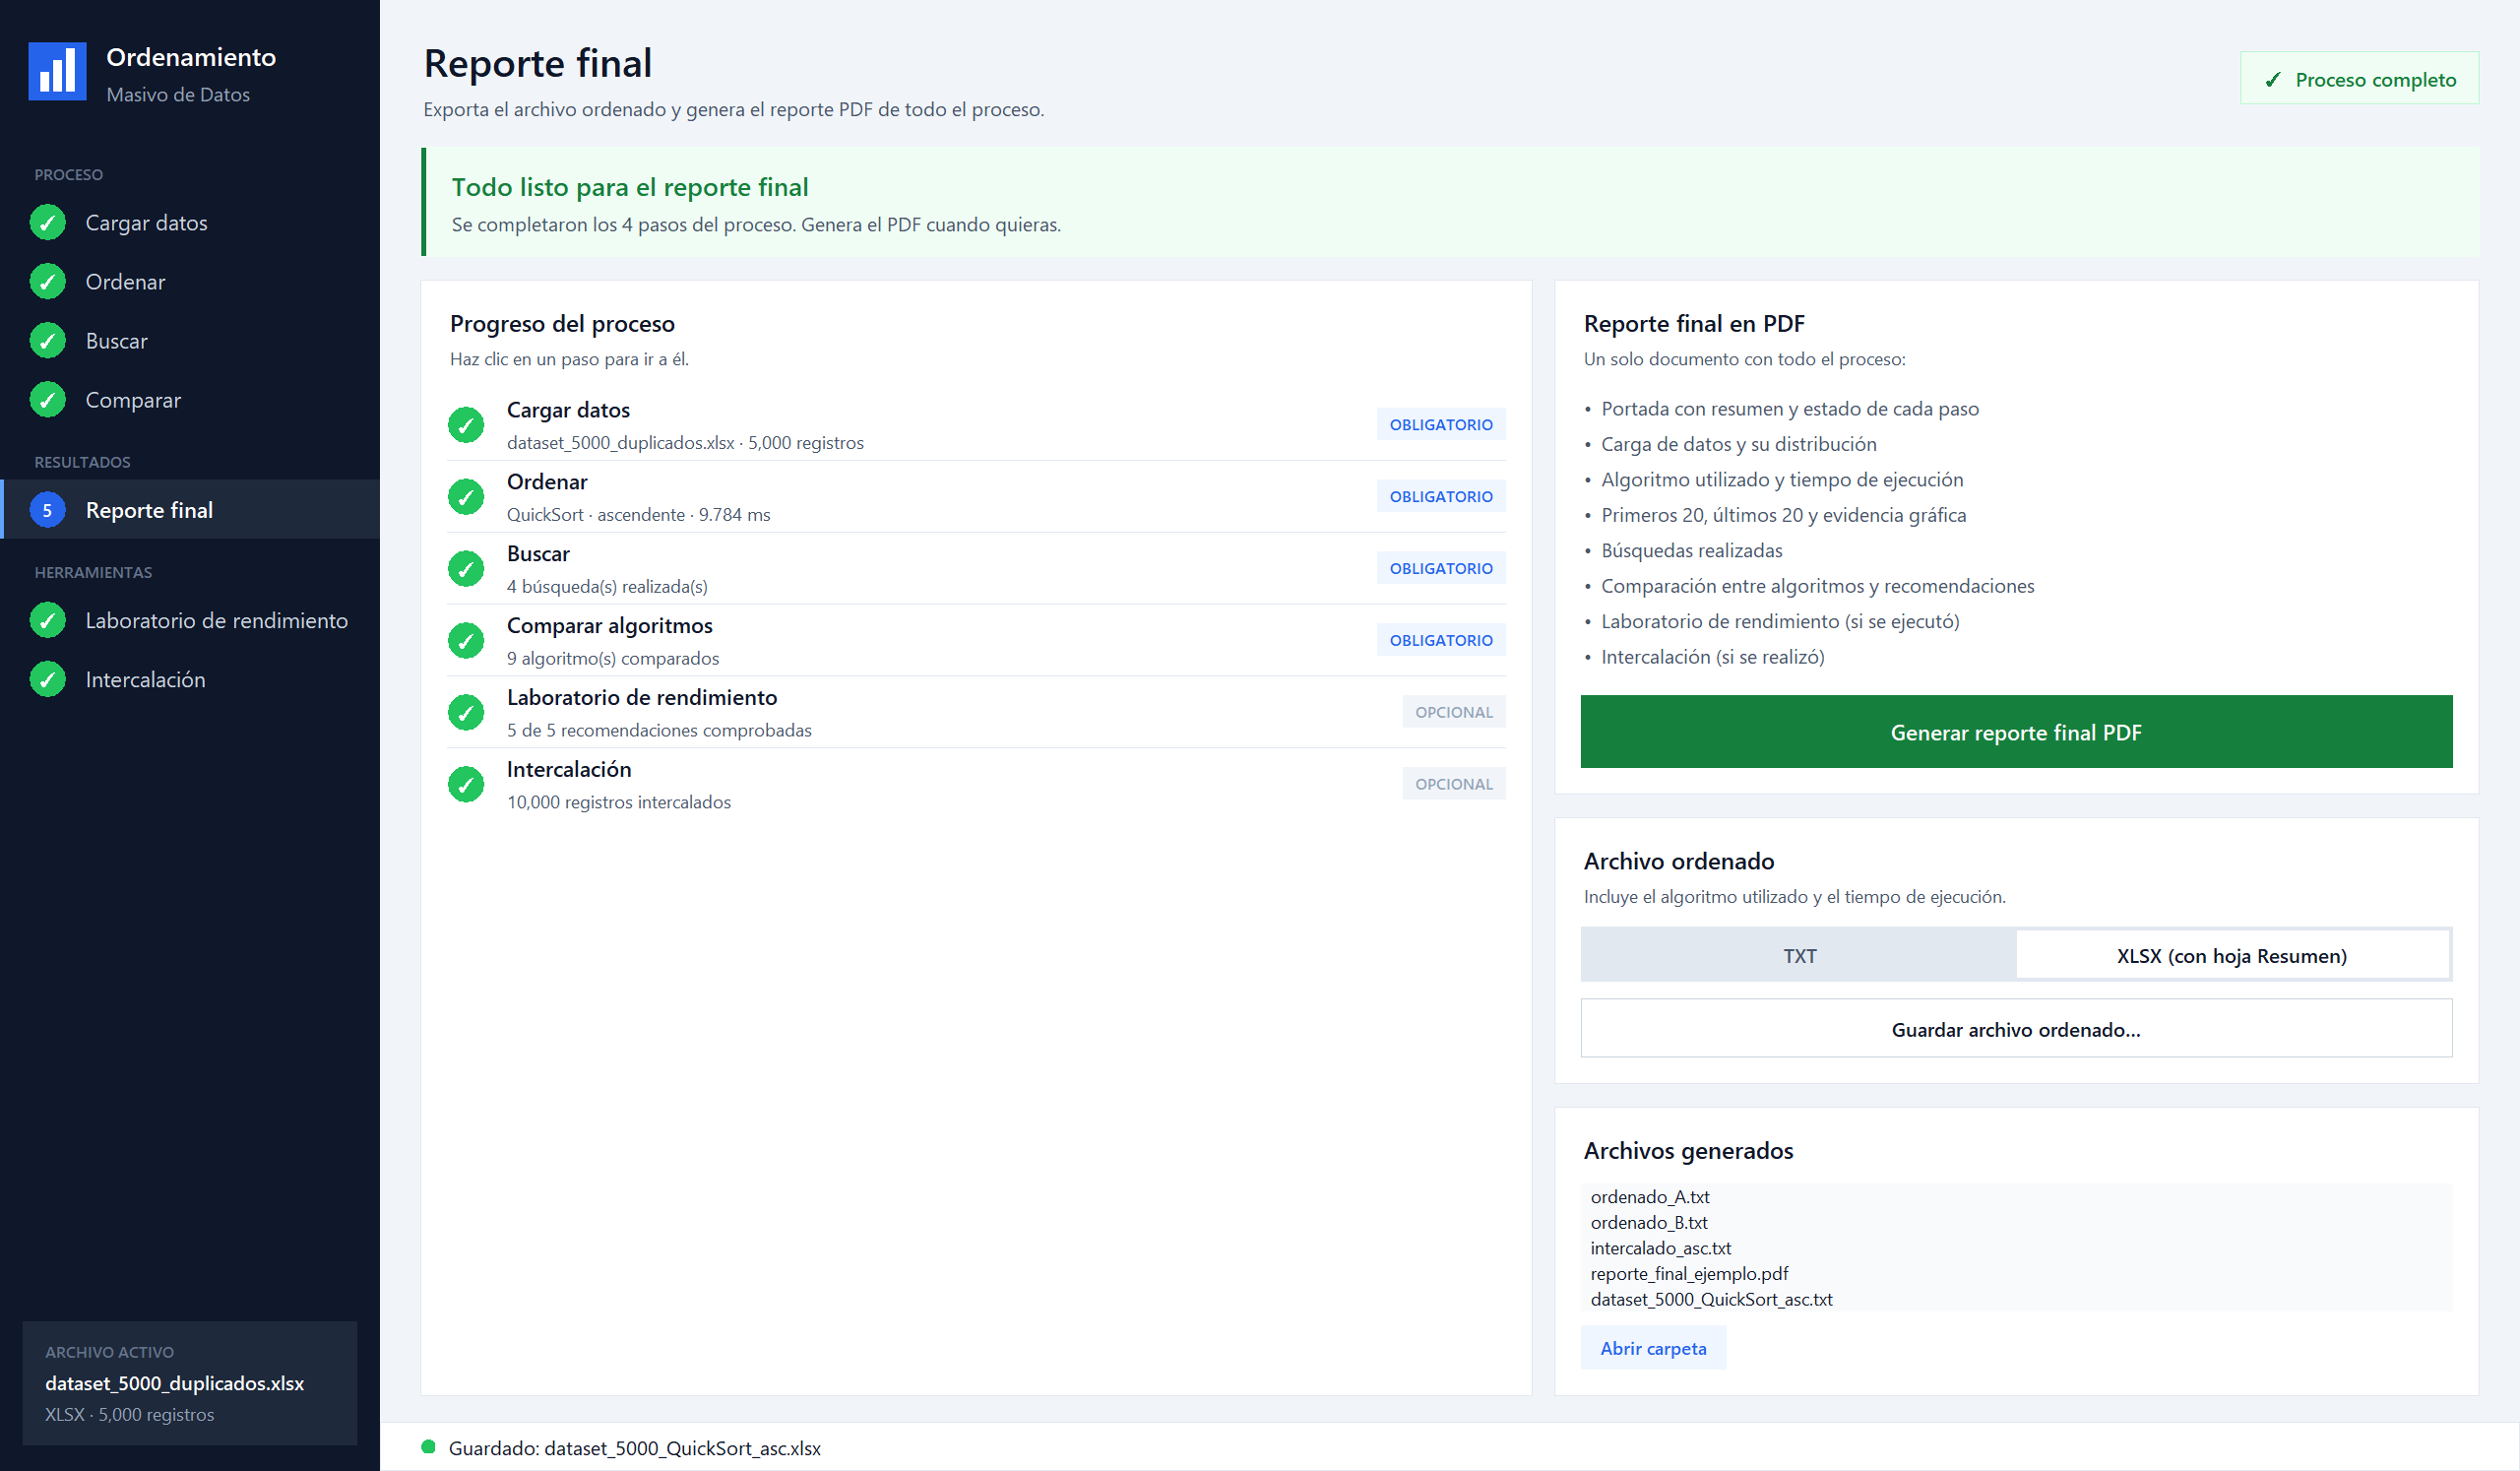 Ordenamiento
Masivo de Datos
PROCESO
Cargar datos
Ordenar
Buscar
Comparar
RESULTADOS
5
Reporte final
HERRAMIENTAS
Laboratorio de rendimiento
Intercalación
ARCHIVO ACTIVO
dataset_5000_duplicados.xlsx
XLSX · 5,000 registros
Reporte final
Exporta el archivo ordenado y genera el reporte PDF de todo el proceso.
✓ Proceso completo
Todo listo para el reporte final
Se completaron los 4 pasos del proceso. Genera el PDF cuando quieras.
Progreso del proceso
Haz clic en un paso para ir a él.
Cargar datos
dataset_5000_duplicados.xlsx · 5,000 registros
OBLIGATORIO
Ordenar
QuickSort · ascendente · 9.784 ms
OBLIGATORIO
Buscar
4 búsqueda(s) realizada(s)
OBLIGATORIO
Comparar algoritmos
9 algoritmo(s) comparados
OBLIGATORIO
Laboratorio de rendimiento
5 de 5 recomendaciones comprobadas
OPCIONAL
Intercalación
10,000 registros intercalados
OPCIONAL
Reporte final en PDF
Un solo documento con todo el proceso:
• Portada con resumen y estado de cada paso
• Carga de datos y su distribución
• Algoritmo utilizado y tiempo de ejecución
• Primeros 20, últimos 20 y evidencia gráfica
• Búsquedas realizadas
• Comparación entre algoritmos y recomendaciones
• Laboratorio de rendimiento (si se ejecutó)
• Intercalación (si se realizó)
Generar reporte final PDF
Archivo ordenado
Incluye el algoritmo utilizado y el tiempo de ejecución.
TXT
XLSX (con hoja Resumen)
Guardar archivo ordenado...
Archivos generados
ordenado_A.txt
ordenado_B.txt
intercalado_asc.txt
reporte_final_ejemplo.pdf
dataset_5000_QuickSort_asc.txt
Abrir carpeta
Guardado: dataset_5000_QuickSort_asc.xlsx